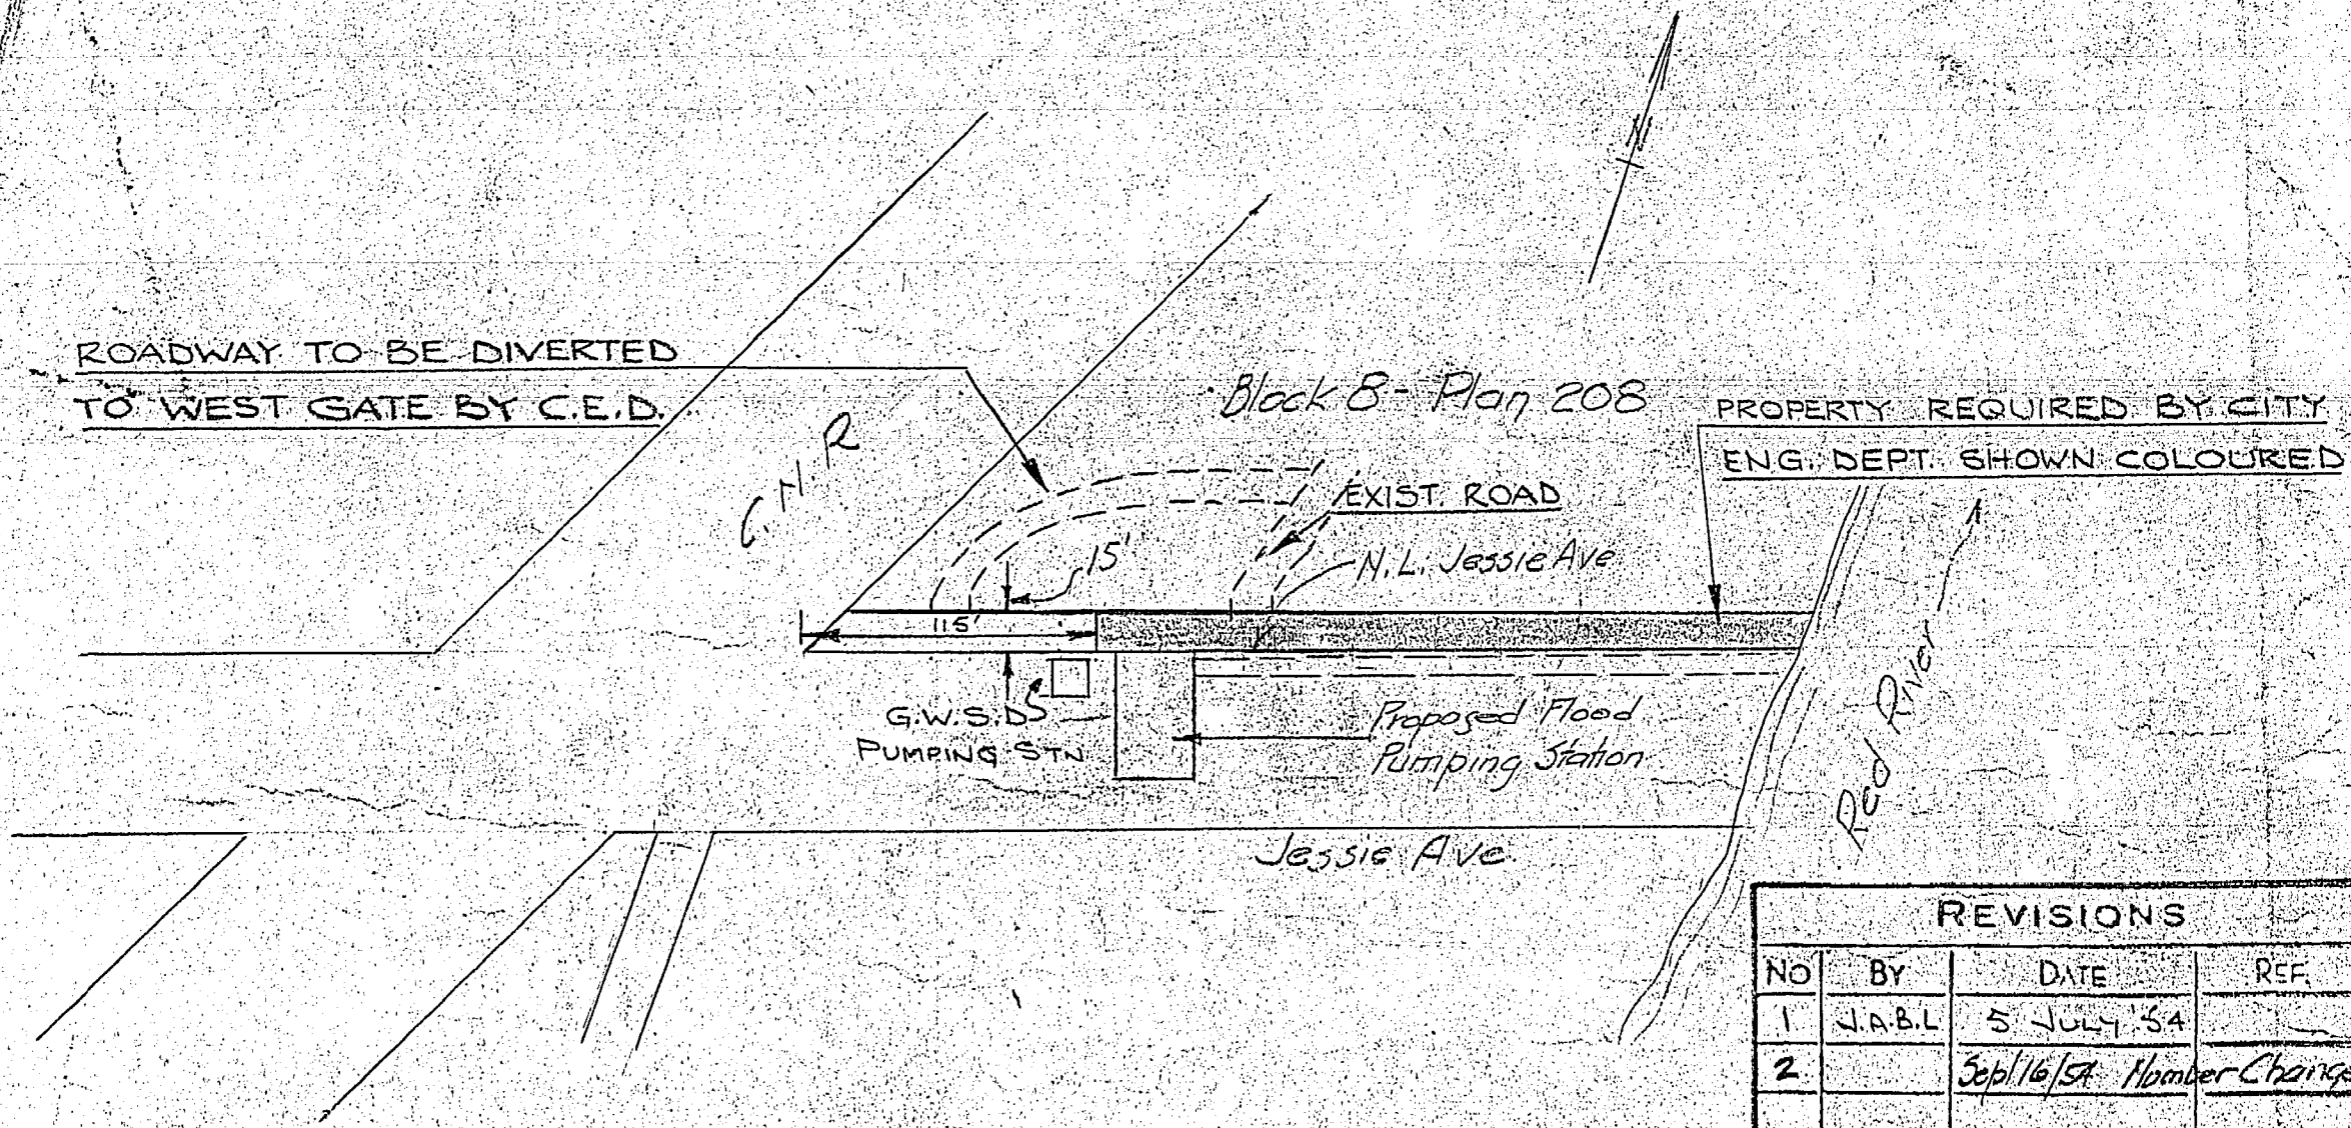 N
ROADWAY TO BE DIVERTED
TO WEST GATE BY C.E.D.
C.N.R
Block 8 - Plan 208
PROPERTY REQUIRED BY CITY
ENG. DEPT. SHOWN COLOURED
EXIST. ROAD
N.L. Jessie Ave
15'
115'
G.W.S.D
PUMPING STN
Proposed Flood
Pumping Station
Red River
Jessie Ave.
REVISIONS
NO BY DATE REF.
1 J.A.B.L 5 JULY '54 —
2 Sept 16/54 Number Change